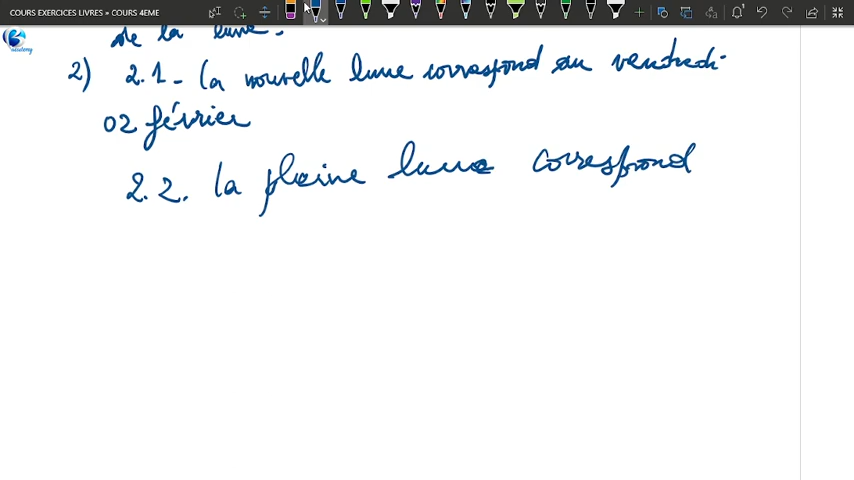 COURS EXERCICES LIVRES » COURS 4EME
de la lune.
2) 2.1 - La nouvelle lune correspond au vendredi
02 février
2.2. la pleine lune correspond